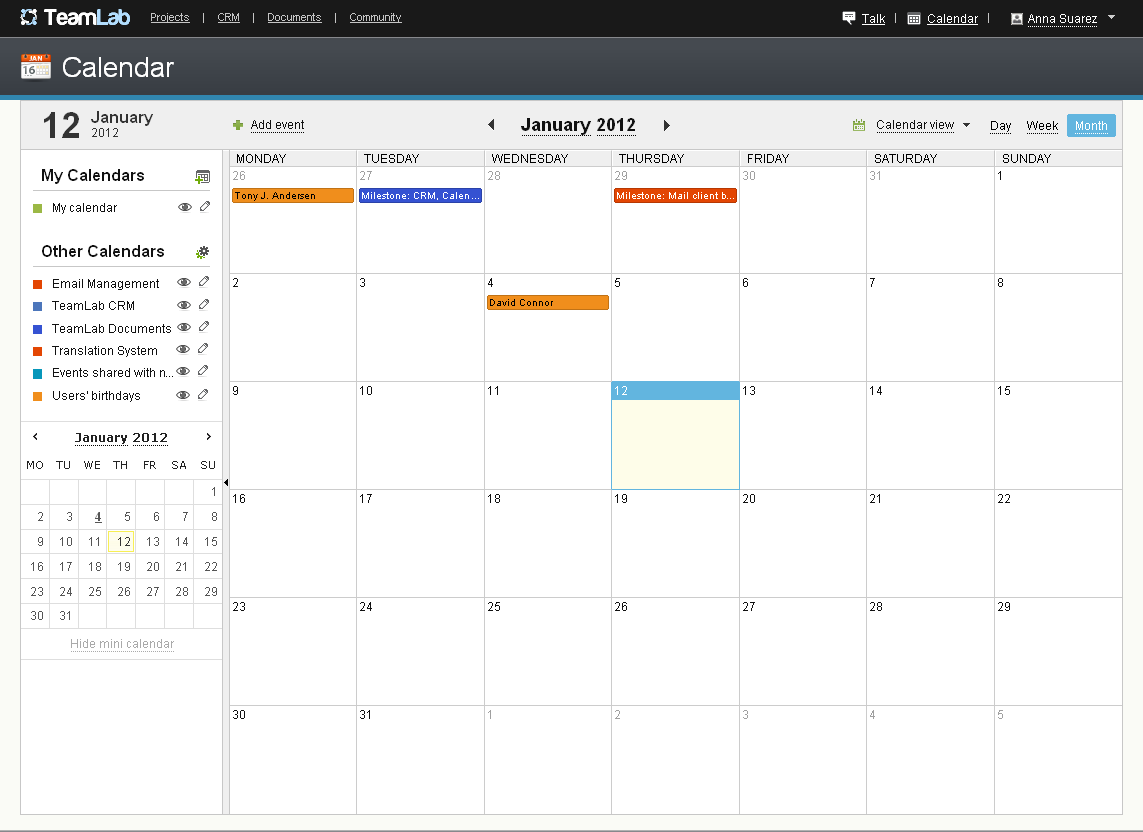 TeamLab Projects | CRM | Documents | Community Talk | Calendar | Anna Suarez
JAN
16
Calendar
12 January
2012
Add event
January 2012
Calendar view Day Week Month
My Calendars
My calendar
Other Calendars
Email Management
TeamLab CRM
TeamLab Documents
Translation System
Events shared with n...
Users' birthdays
January 2012
MO TU WE TH FR SA SU
1
2 3 4 5 6 7 8
9 10 11 12 13 14 15
16 17 18 19 20 21 22
23 24 25 26 27 28 29
30 31
Hide mini calendar
MONDAY TUESDAY WEDNESDAY THURSDAY FRIDAY SATURDAY SUNDAY
26 27 28 29 30 31 1
Tony J. Andersen Milestone: CRM, Calen... Milestone: Mail client b...
2 3 4 5 6 7 8
David Connor
9 10 11 12 13 14 15
16 17 18 19 20 21 22
23 24 25 26 27 28 29
30 31 1 2 3 4 5